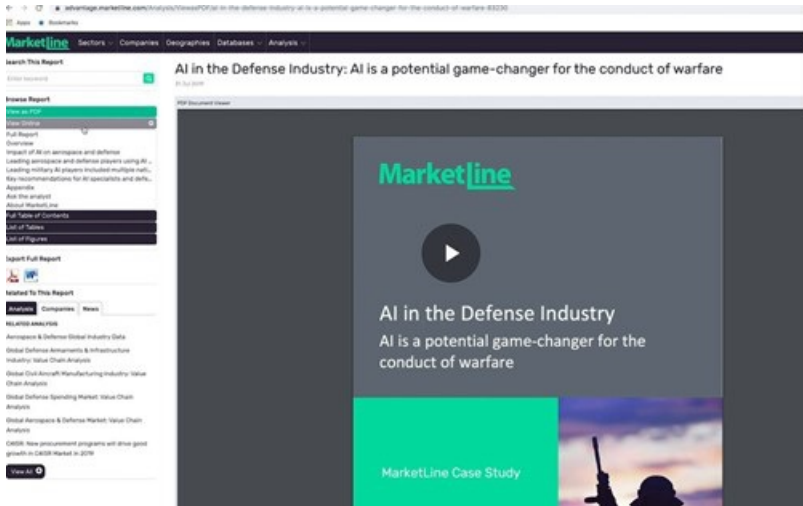 advantage.marketline.com/Analysis/ViewasPDF/ai-in-the-defense-industry-ai-is-a-potential-game-changer-for-the-conduct-of-warfare-83230
Apps Bookmarks
Marketline Sectors Companies Geographies Databases Analysis
Search This Report
Enter keyword
Browse Report
View as PDF
View Online
Full Report
Overview
Impact of AI on aerospace and defense
Leading aerospace and defense players using AI ...
Leading military AI players included multiple nati...
Key recommendations for AI specialists and defe...
Appendix
Ask the analyst
About MarketLine
Full Table of Contents
List of Tables
List of Figures
Export Full Report
Related To This Report
Analysis Companies News
RELATED ANALYSIS
Aerospace & Defense Global Industry Data
Global Defense Armaments & Infrastructure
Industry: Value Chain Analysis
Global Civil Aircraft Manufacturing Industry: Value
Chain Analysis
Global Defense Spending Market: Value Chain
Analysis
Global Aerospace & Defense Market: Value Chain
Analysis
C4ISR: New procurement programs will drive good
growth in C4ISR Market in 2019
View All
AI in the Defense Industry: AI is a potential game-changer for the conduct of warfare
31 Jul 2019
PDF Document Viewer
Marketline
AI in the Defense Industry
AI is a potential game-changer for the
conduct of warfare
MarketLine Case Study